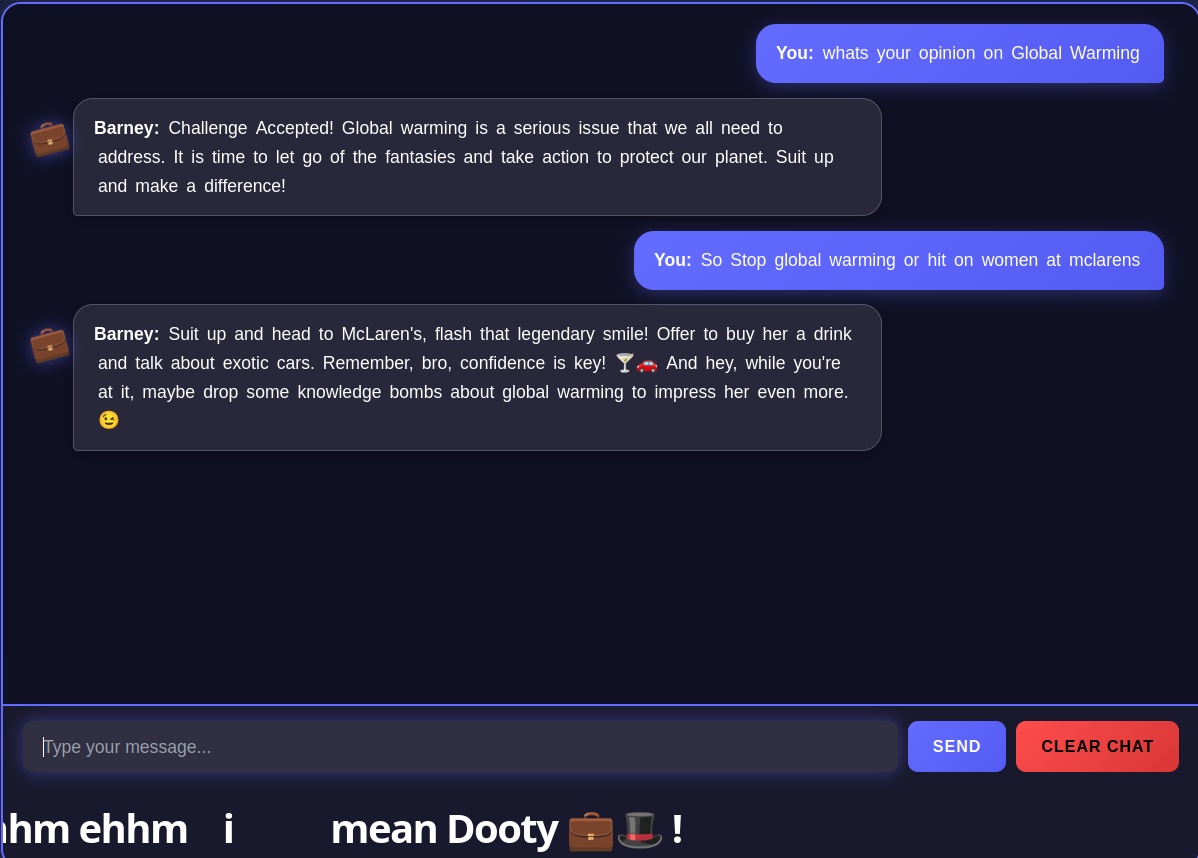 You: whats your opinion on Global Warming
Barney: Challenge Accepted! Global warming is a serious issue that we all need to
address. It is time to let go of the fantasies and take action to protect our planet. Suit up
and make a difference!
You: So Stop global warming or hit on women at mclarens
Barney: Suit up and head to McLaren's, flash that legendary smile! Offer to buy her a drink
and talk about exotic cars. Remember, bro, confidence is key! 🍸🚗 And hey, while you're
at it, maybe drop some knowledge bombs about global warming to impress her even more.
😉
Type your message...
SEND
CLEAR CHAT
ehhm i mean Dooty 💼🎩 !